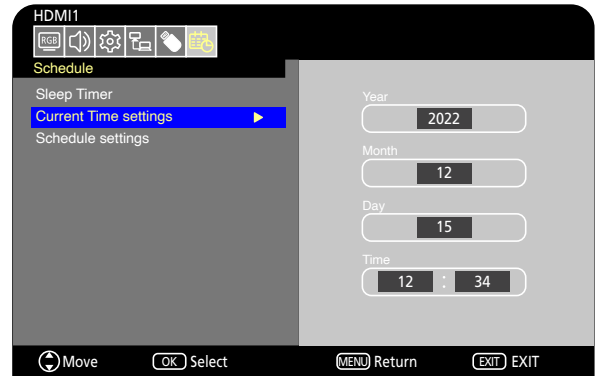 HDMI1
RGB
Schedule
Sleep Timer
Current Time settings
Schedule settings
Year
2022
Month
12
Day
15
Time
12 : 34
Move OK Select MENU Return EXIT EXIT